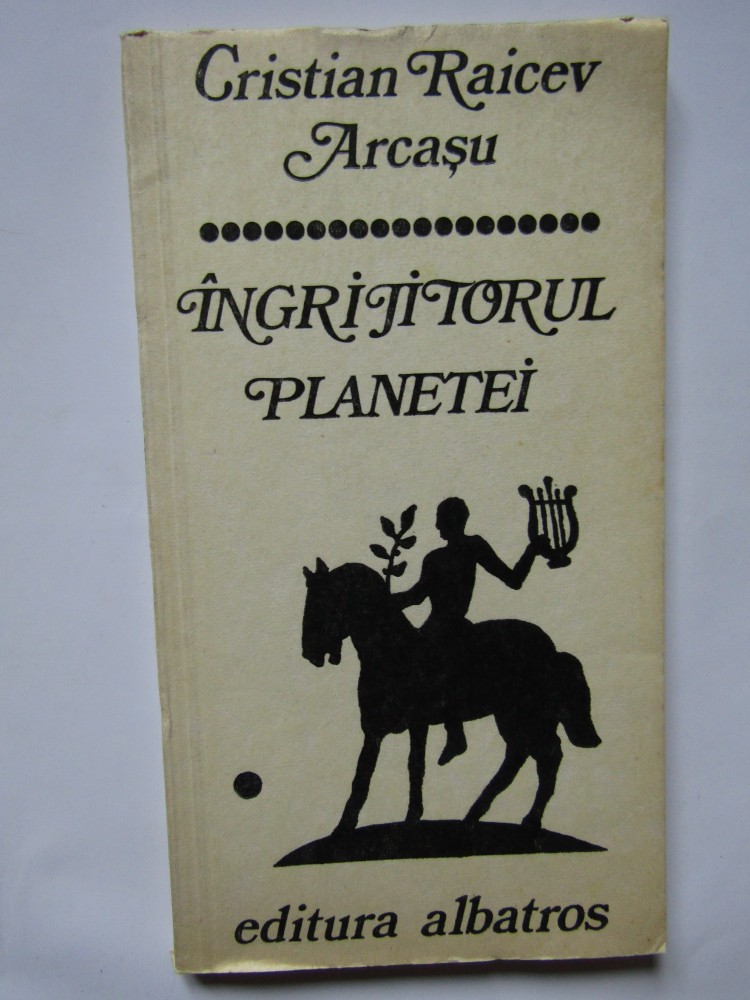 Cristian Raicev
Arcașu
ÎNGRIJITORUL
PLANETEI
editura albatros